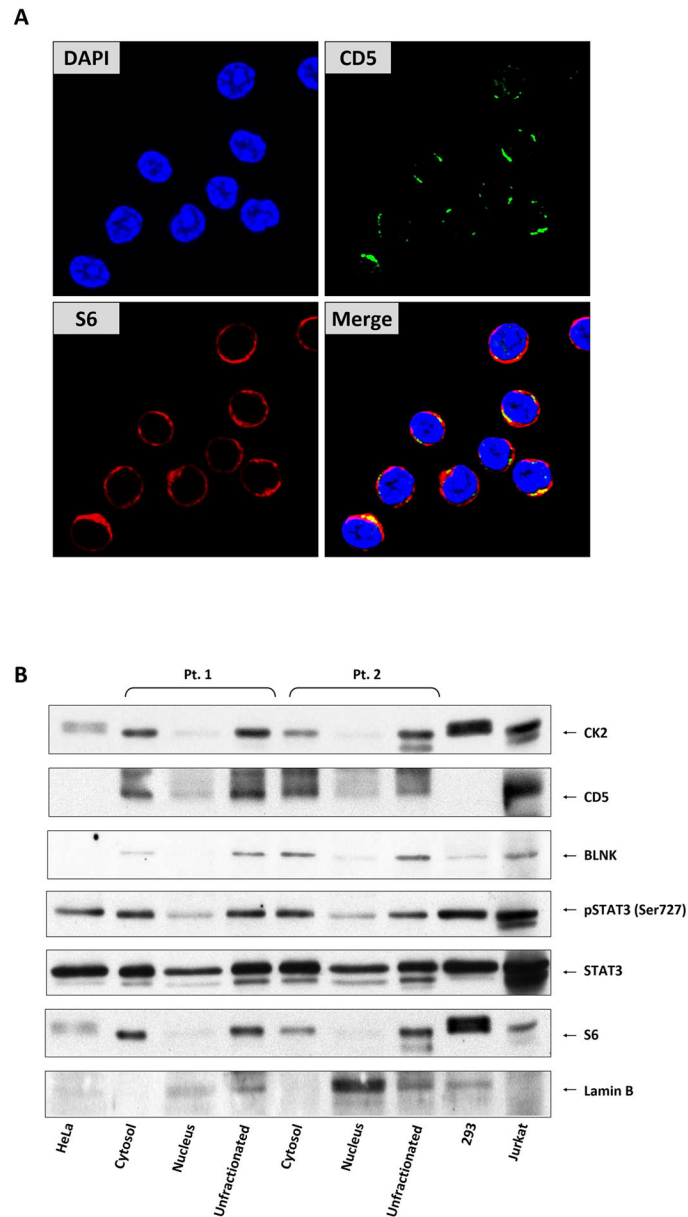 A
DAPI
CD5
S6
Merge
B
Pt. 1
Pt. 2
← CK2
← CD5
← BLNK
← pSTAT3 (Ser727)
← STAT3
← S6
← Lamin B
HeLa
Cytosol
Nucleus
Unfractionated
Cytosol
Nucleus
Unfractionated
293
Jurkat